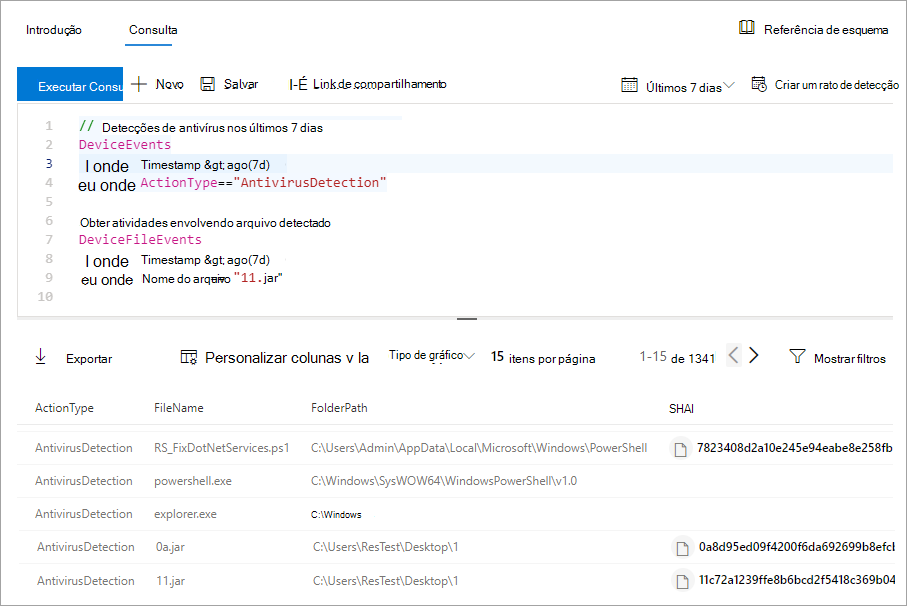 Introdução Consulta Referência de esquema
Executar Consu Novo Salvar I-É Link de compartilhamento Últimos 7 dias Criar um rato de detecção
1 // Detecções de antivírus nos últimos 7 dias
2 DeviceEvents
3 I onde Timestamp &gt; ago(7d)
4 eu onde ActionType=="AntivirusDetection"
5
6 Obter atividades envolvendo arquivo detectado
7 DeviceFileEvents
8 I onde Timestamp &gt; ago(7d)
9 eu onde Nome do arquivo "11.jar"
10
Exportar Personalizar colunas v la Tipo de gráfico 15 itens por página 1-15 de 1341 Mostrar filtros
ActionType FileName FolderPath SHAI
AntivirusDetection RS_FixDotNetServices.ps1 C:\Users\Admin\AppData\Local\Microsoft\Windows\PowerShell 7823408d2a10e245e94eabe8e258fb
AntivirusDetection powershell.exe C:\Windows\SysWOW64\WindowsPowerShell\v1.0
AntivirusDetection explorer.exe C:\Windows
AntivirusDetection 0a.jar C:\Users\ResTest\Desktop\1 0a8d95ed09f4200f6da692699b8efcb
AntivirusDetection 11.jar C:\Users\ResTest\Desktop\1 11c72a1239ffe8b6bcd2f5418c369b04